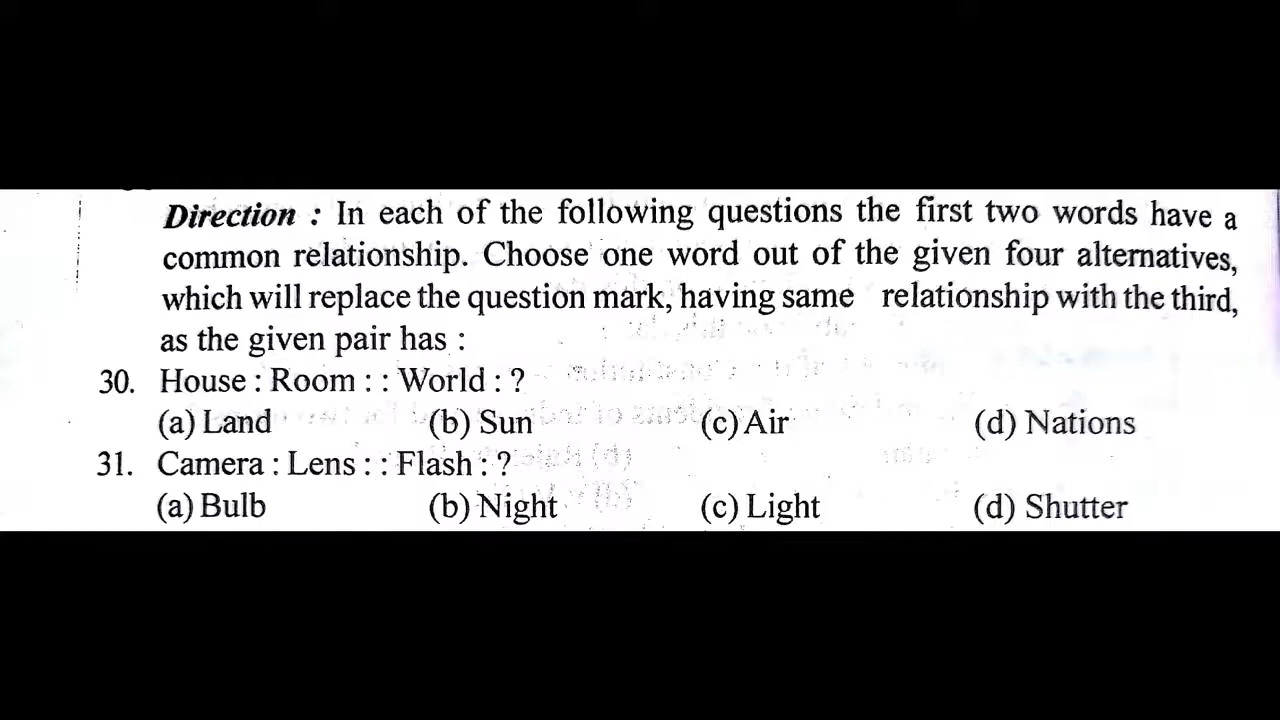 Direction : In each of the following questions the first two words have a
common relationship. Choose one word out of the given four alternatives,
which will replace the question mark, having same relationship with the third,
as the given pair has :
30. House : Room : : World : ?
(a) Land (b) Sun (c) Air (d) Nations
31. Camera : Lens : : Flash : ?
(a) Bulb (b) Night (c) Light (d) Shutter